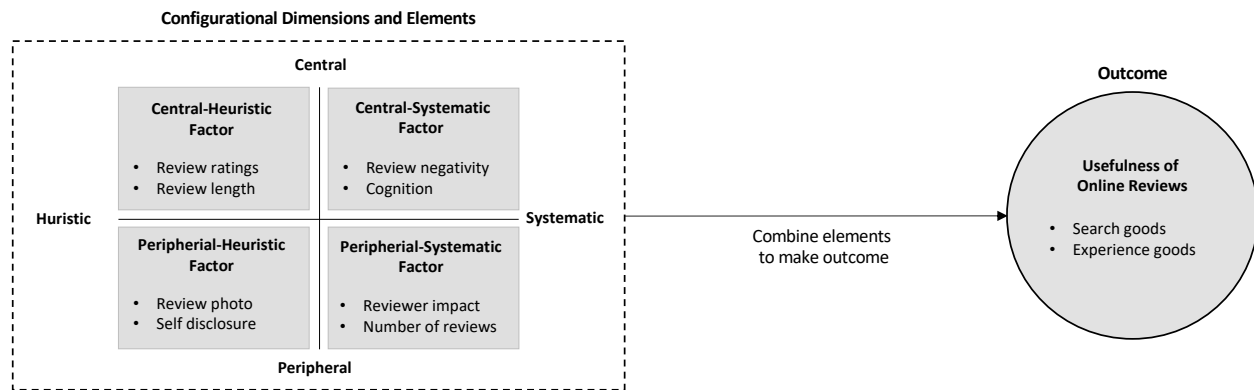 Configurational Dimensions and Elements
Central
Central-Heuristic
Factor
• Review ratings
• Review length
Central-Systematic
Factor
• Review negativity
• Cognition
Huristic
Systematic
Peripherial-Heuristic
Factor
• Review photo
• Self disclosure
Peripherial-Systematic
Factor
• Reviewer impact
• Number of reviews
Peripheral
Combine elements
to make outcome
Outcome
Usefulness of
Online Reviews
• Search goods
• Experience goods